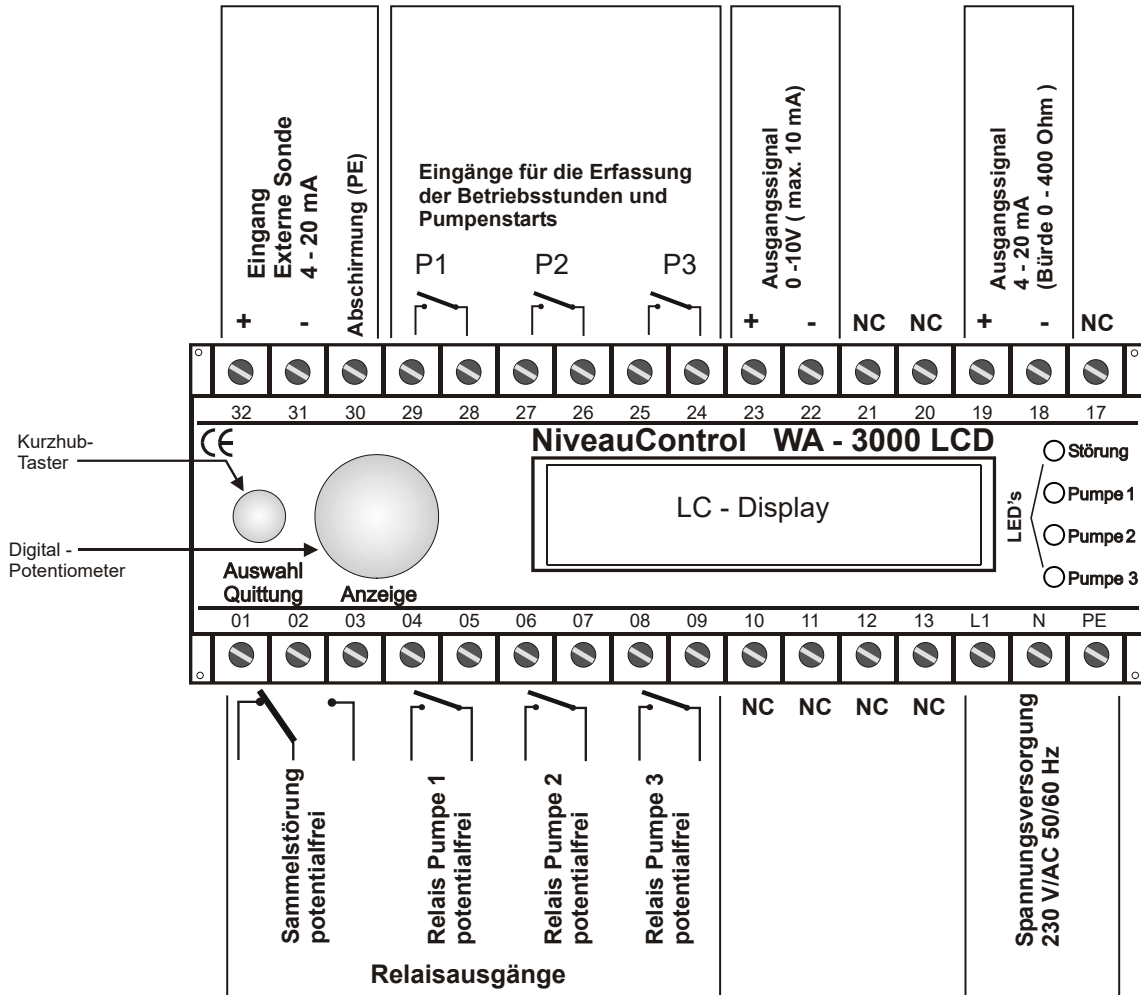 Eingang
Externe Sonde
4 - 20 mA
Abschirmung (PE)
+ -
Eingänge für die Erfassung
der Betriebsstunden und
Pumpenstarts
P1 P2 P3
Ausgangssignal
0 -10V ( max. 10 mA)
+ - NC NC
Ausgangssignal
4 - 20 mA
(Bürde 0 - 400 Ohm )
+ - NC
32 31 30 29 28 27 26 25 24 23 22 21 20 19 18 17
CE
NiveauControl WA - 3000 LCD
Kurzhub-
Taster
Digital -
Potentiometer
Auswahl
Quittung
Anzeige
LC - Display
LED's
Störung
Pumpe 1
Pumpe 2
Pumpe 3
01 02 03 04 05 06 07 08 09 10 11 12 13 L1 N PE
NC NC NC NC
Sammelstörung
potentialfrei
Relais Pumpe 1
potentialfrei
Relais Pumpe 2
potentialfrei
Relais Pumpe 3
potentialfrei
Spannungsversorgung
230 V/AC 50/60 Hz
Relaisausgänge